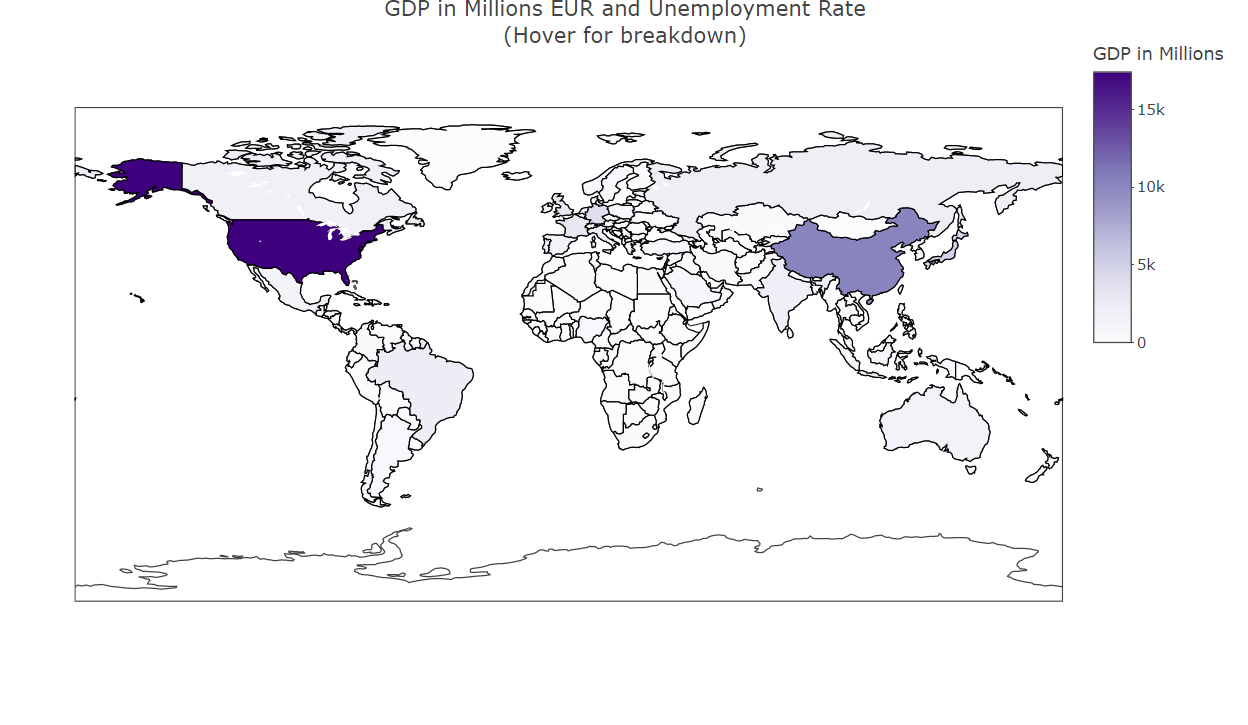 GDP in Millions EUR and Unemployment Rate
(Hover for breakdown)
GDP in Millions
15k
10k
5k
0